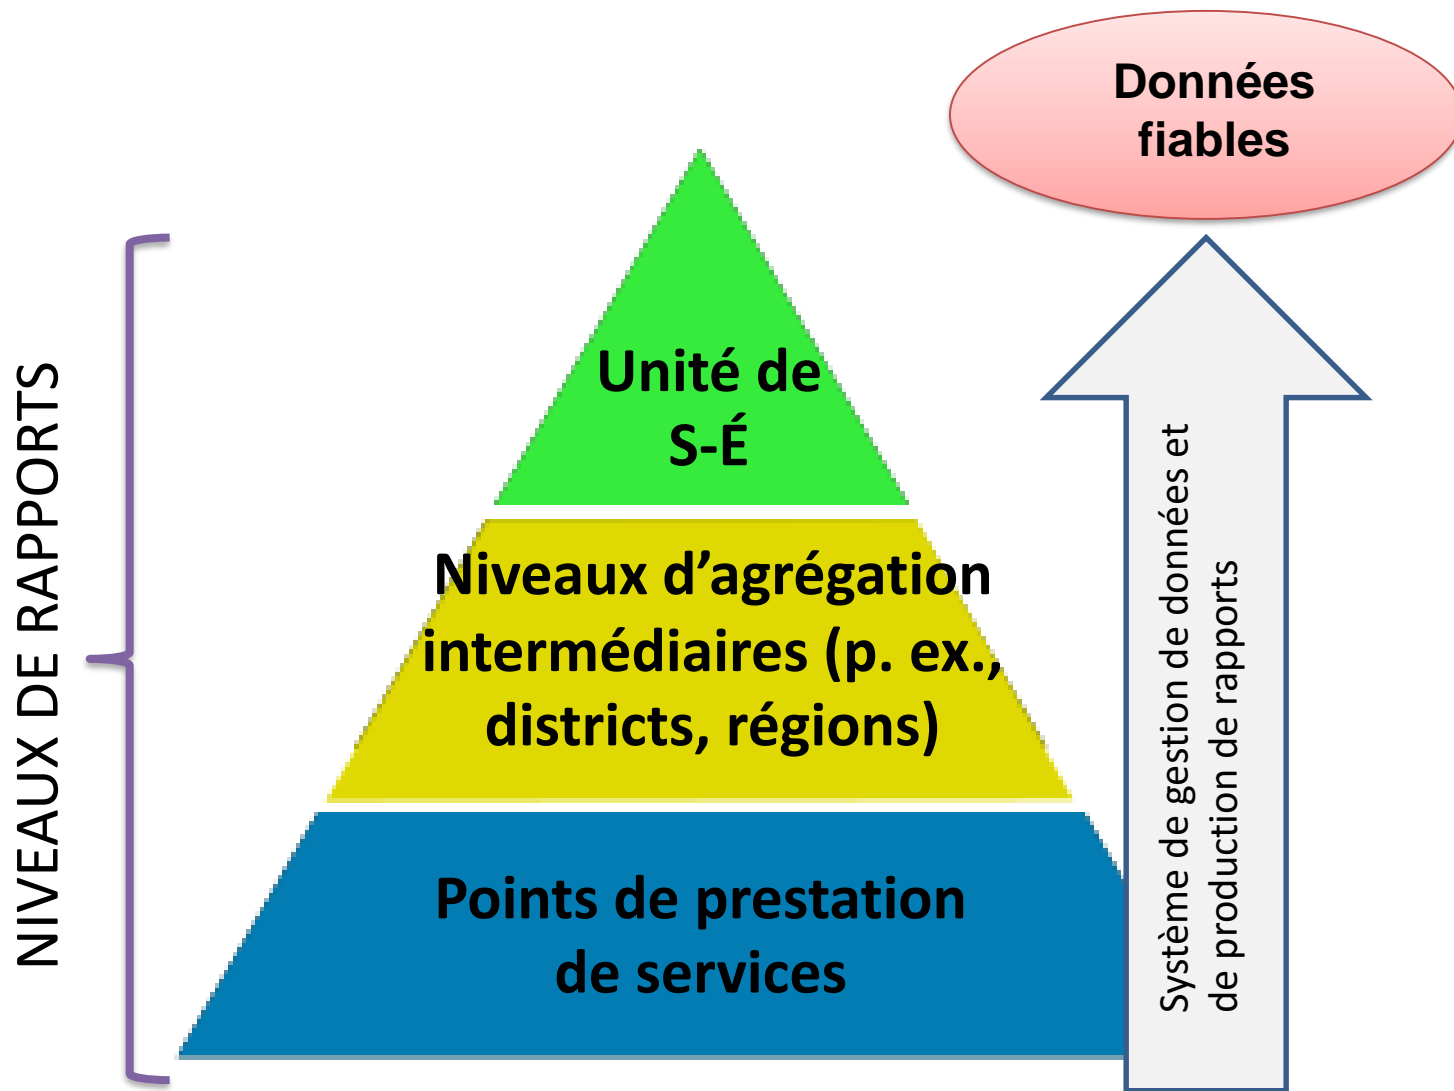 Données
fiables
NIVEAUX DE RAPPORTS
Unité de
S-É
Niveaux d’agrégation
intermédiaires (p. ex.,
districts, régions)
Points de prestation
de services
Système de gestion de données et
de production de rapports